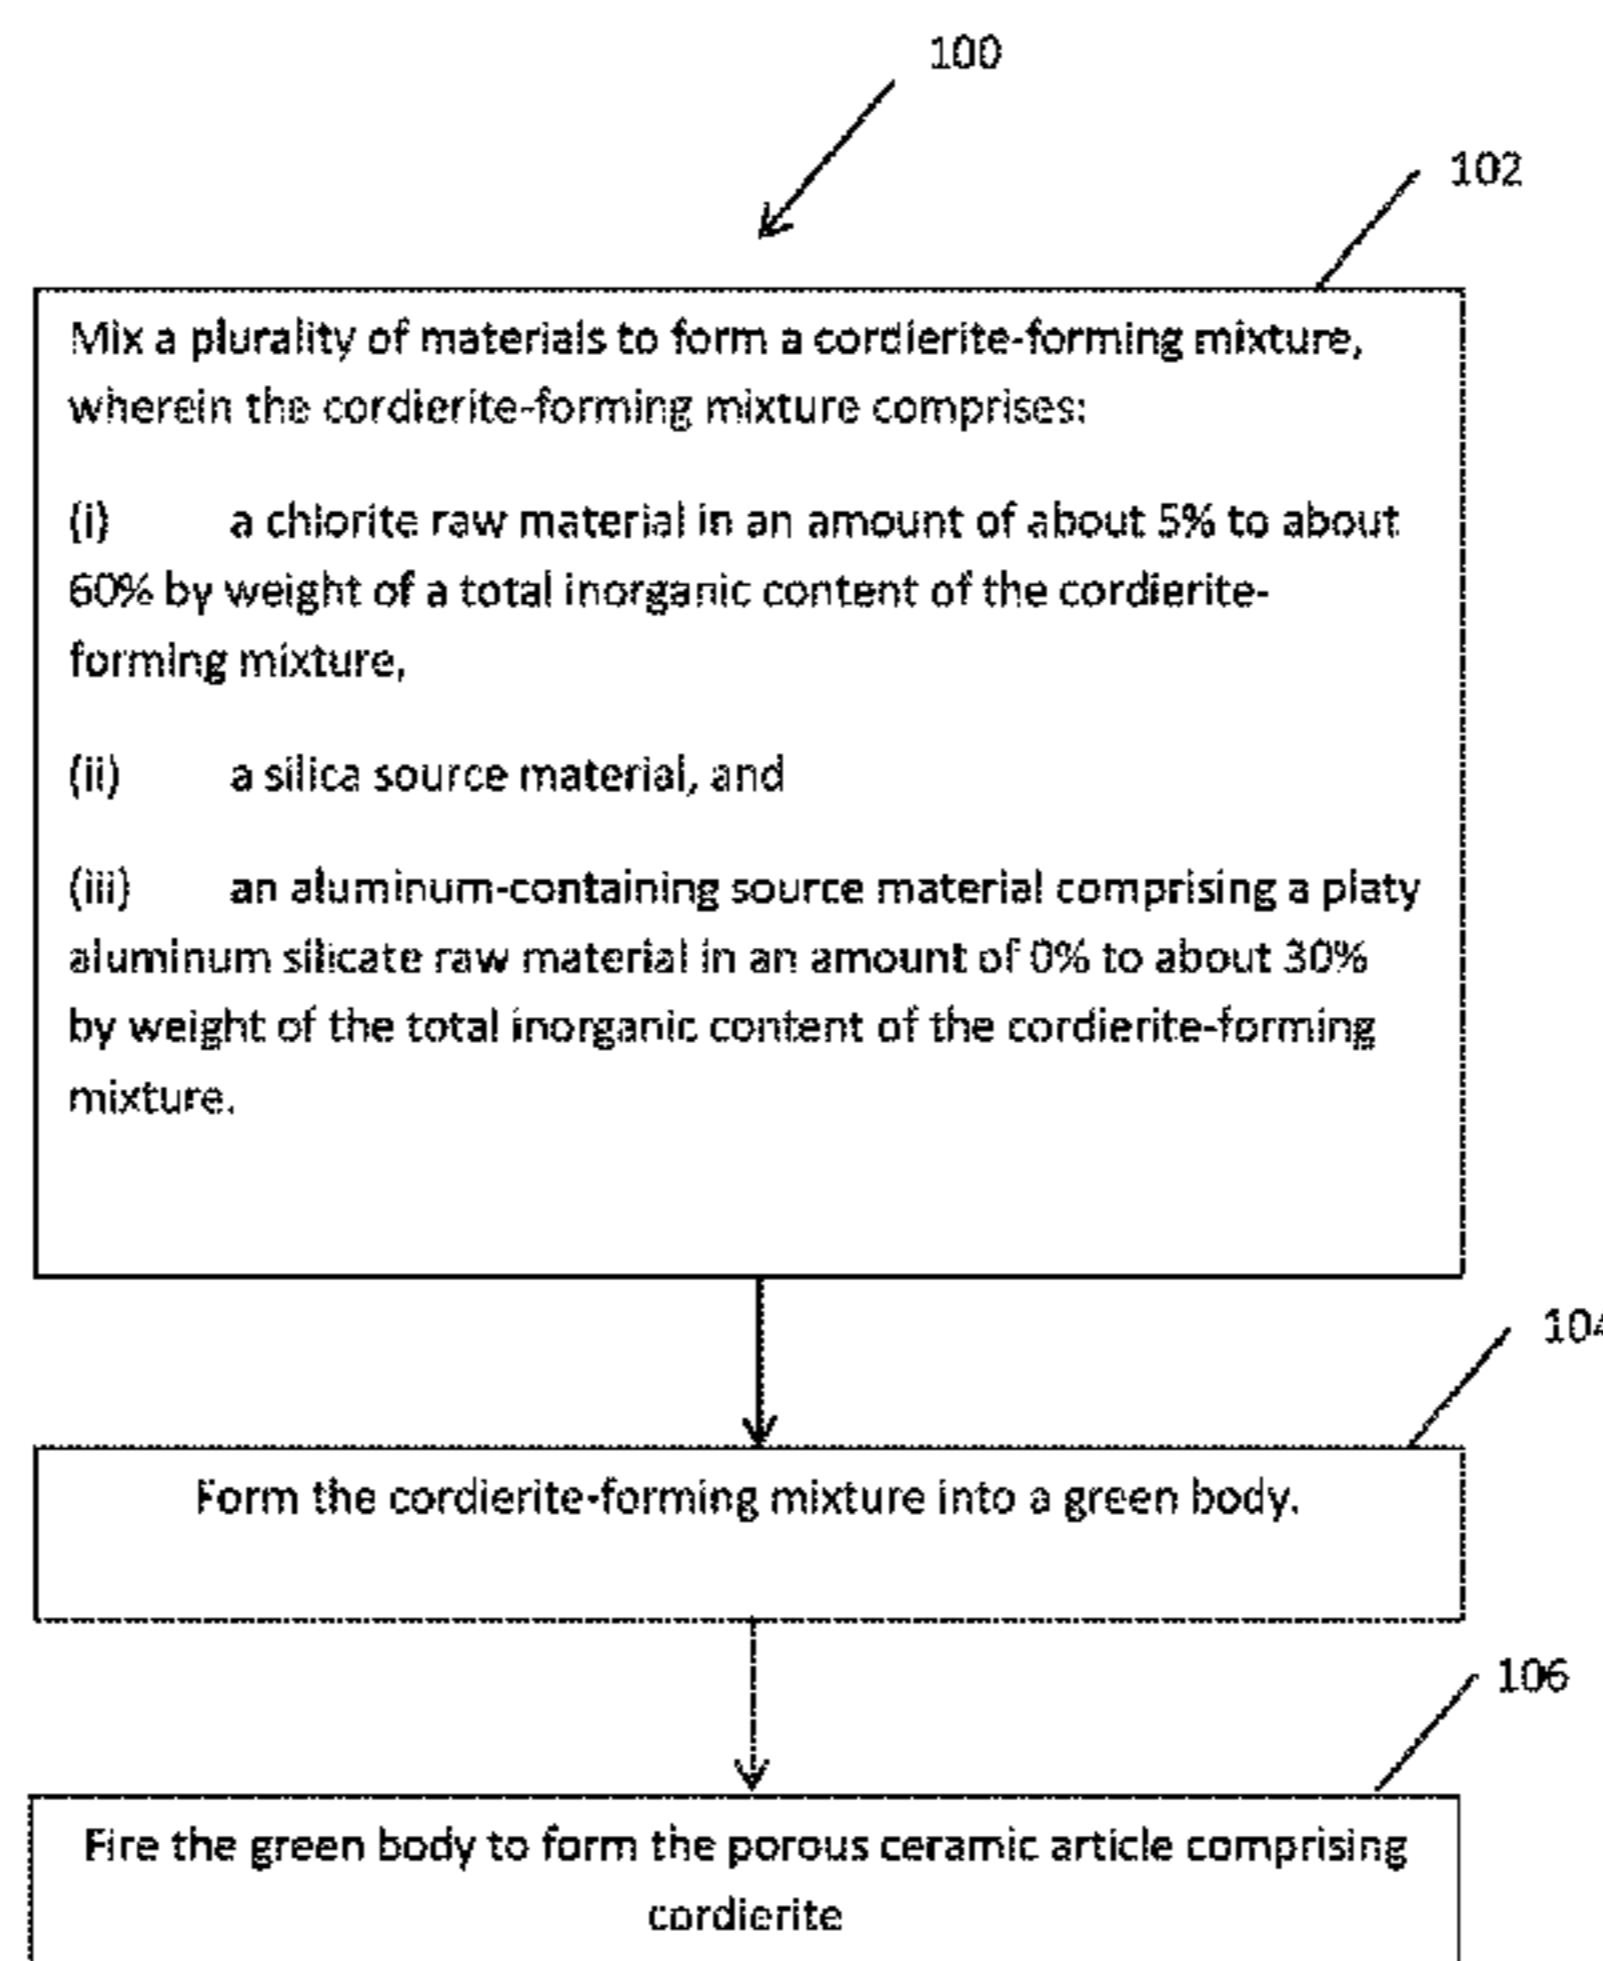 100
102
Mix a plurality of materials to form a cordierite-forming mixture,
wherein the cordierite-forming mixture comprises:
(i) a chlorite raw material in an amount of about 5% to about
60% by weight of a total inorganic content of the cordierite-
forming mixture,
(ii) a silica source material, and
(iii) an aluminum-containing source material comprising a platy
aluminum silicate raw material in an amount of 0% to about 30%
by weight of the total inorganic content of the cordierite-forming
mixture.
104
Form the cordierite-forming mixture into a green body.
106
Fire the green body to form the porous ceramic article comprising
cordierite